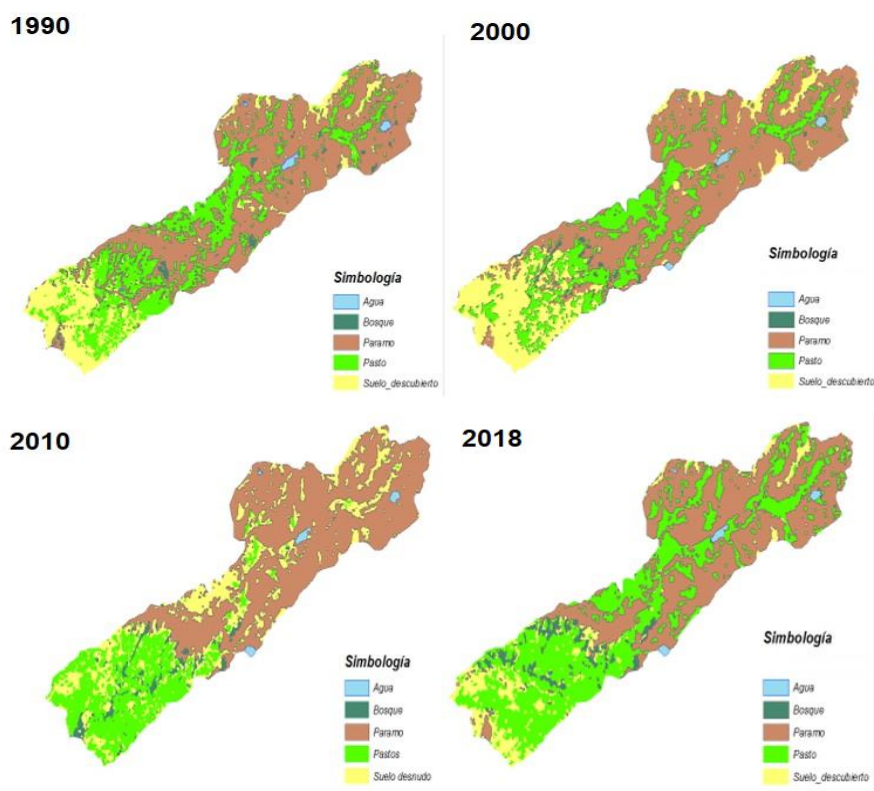 1990
2000
Simbología
Agua
Bosque
Paramo
Pasto
Suelo_descubierto
Simbología
Agua
Bosque
Paramo
Pasto
Suelo_descubierto
2010
2018
Simbología
Agua
Bosque
Paramo
Pastos
Suelo desnudo
Simbología
Agua
Bosque
Paramo
Pasto
Suelo_descubierto